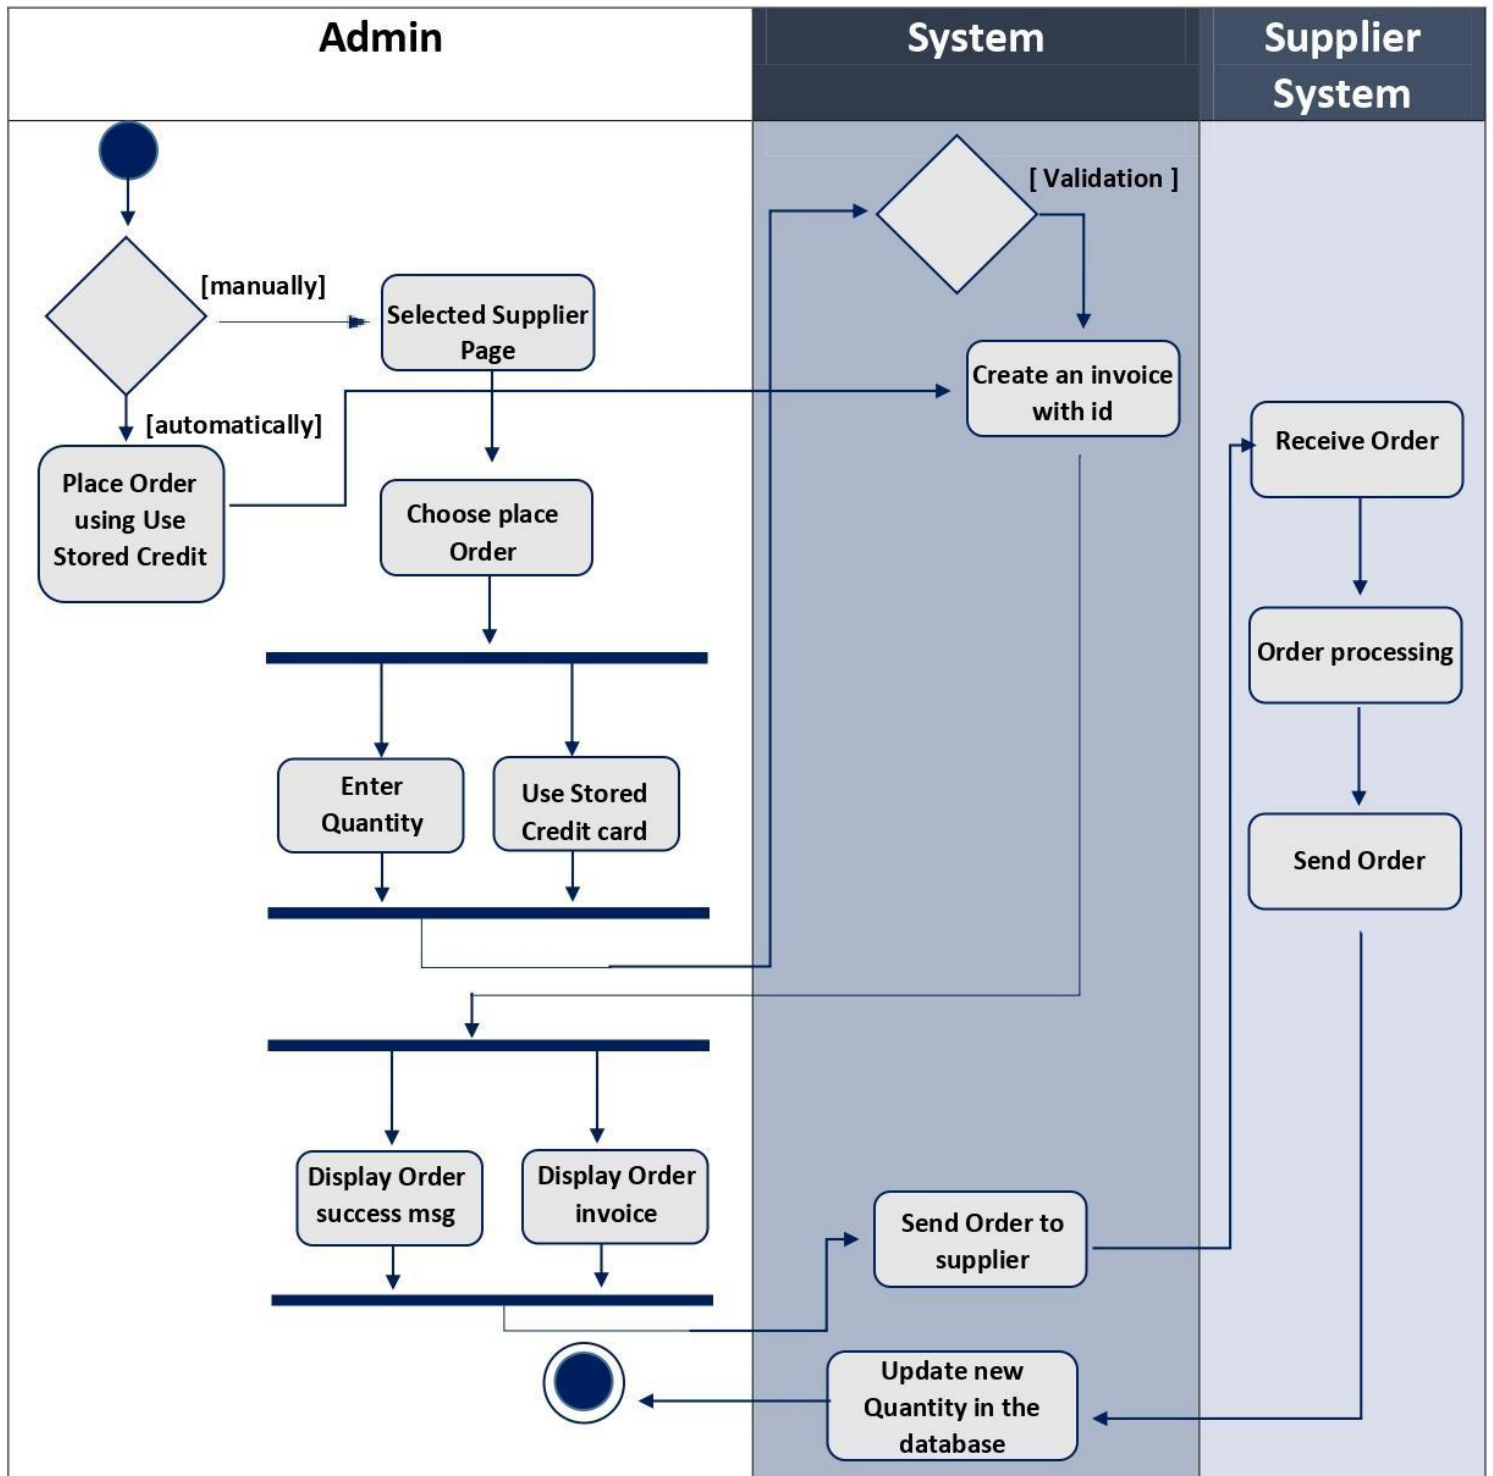 Admin
System
Supplier
System
[ Validation ]
[manually]
Selected Supplier
Page
Create an invoice
with id
[automatically]
Receive Order
Place Order
using Use
Stored Credit
Choose place
Order
Order processing
Enter
Quantity
Use Stored
Credit card
Send Order
Display Order
success msg
Display Order
invoice
Send Order to
supplier
Update new
Quantity in the
database